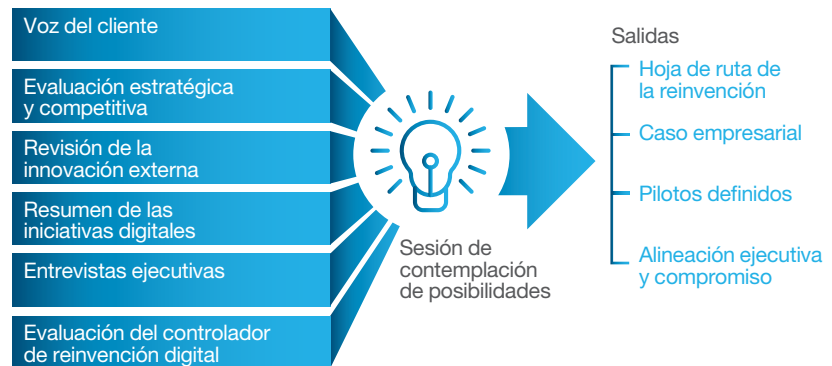 Voz del cliente
Evaluación estratégica
y competitiva
Revisión de la
innovación externa
Resumen de las
iniciativas digitales
Entrevistas ejecutivas
Evaluación del controlador
de reinvención digital
Sesión de
contemplación
de posibilidades
Salidas
Hoja de ruta de
la reinvención
Caso empresarial
Pilotos definidos
Alineación ejecutiva
y compromiso